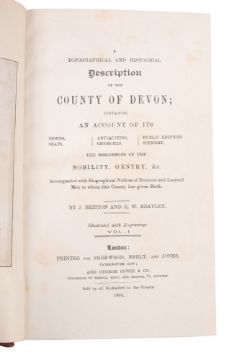 A
TOPOGRAPHICAL AND HISTORICAL
Description
OF THE
COUNTY OF DEVON;
CONTAINING
AN ACCOUNT OF ITS
TOWNS, ANTIQUITIES, PUBLIC EDIFICES
SEATS, CHURCHES, SCENERY,
THE RESIDENCES OF THE
NOBILITY, GENTRY, &c.
Accompanied with Biographical Notices of Eminent and Learned
Men to whom this County has given Birth.
BY J. BRITTON AND E. W. BRAYLEY.
Illustrated with Engravings
VOL. I
London:
PRINTED FOR SHERWOOD, NEELY, AND JONES,
PATERNOSTER ROW;
AND GEORGE COWIE & CO.
Sold by all Booksellers in the County